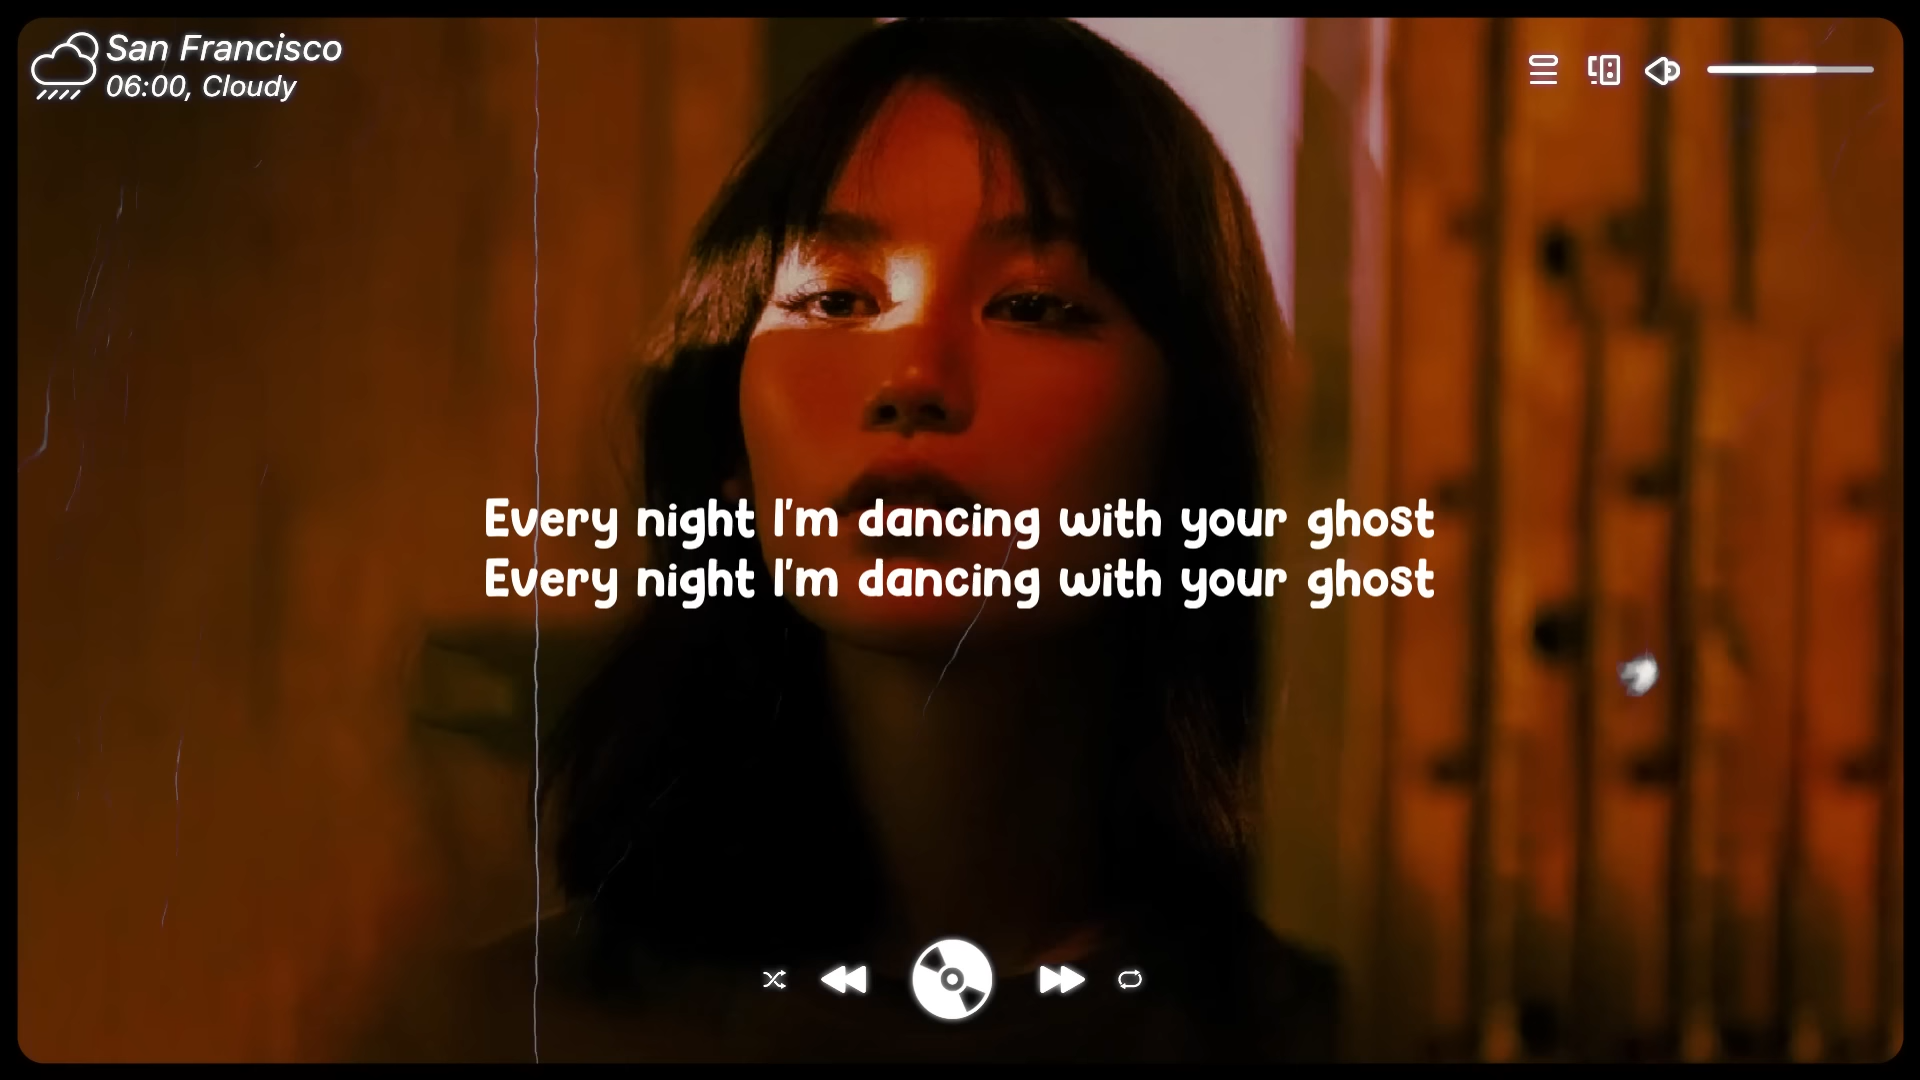 San Francisco
06:00, Cloudy
Every night I'm dancing with your ghost
Every night I'm dancing with your ghost